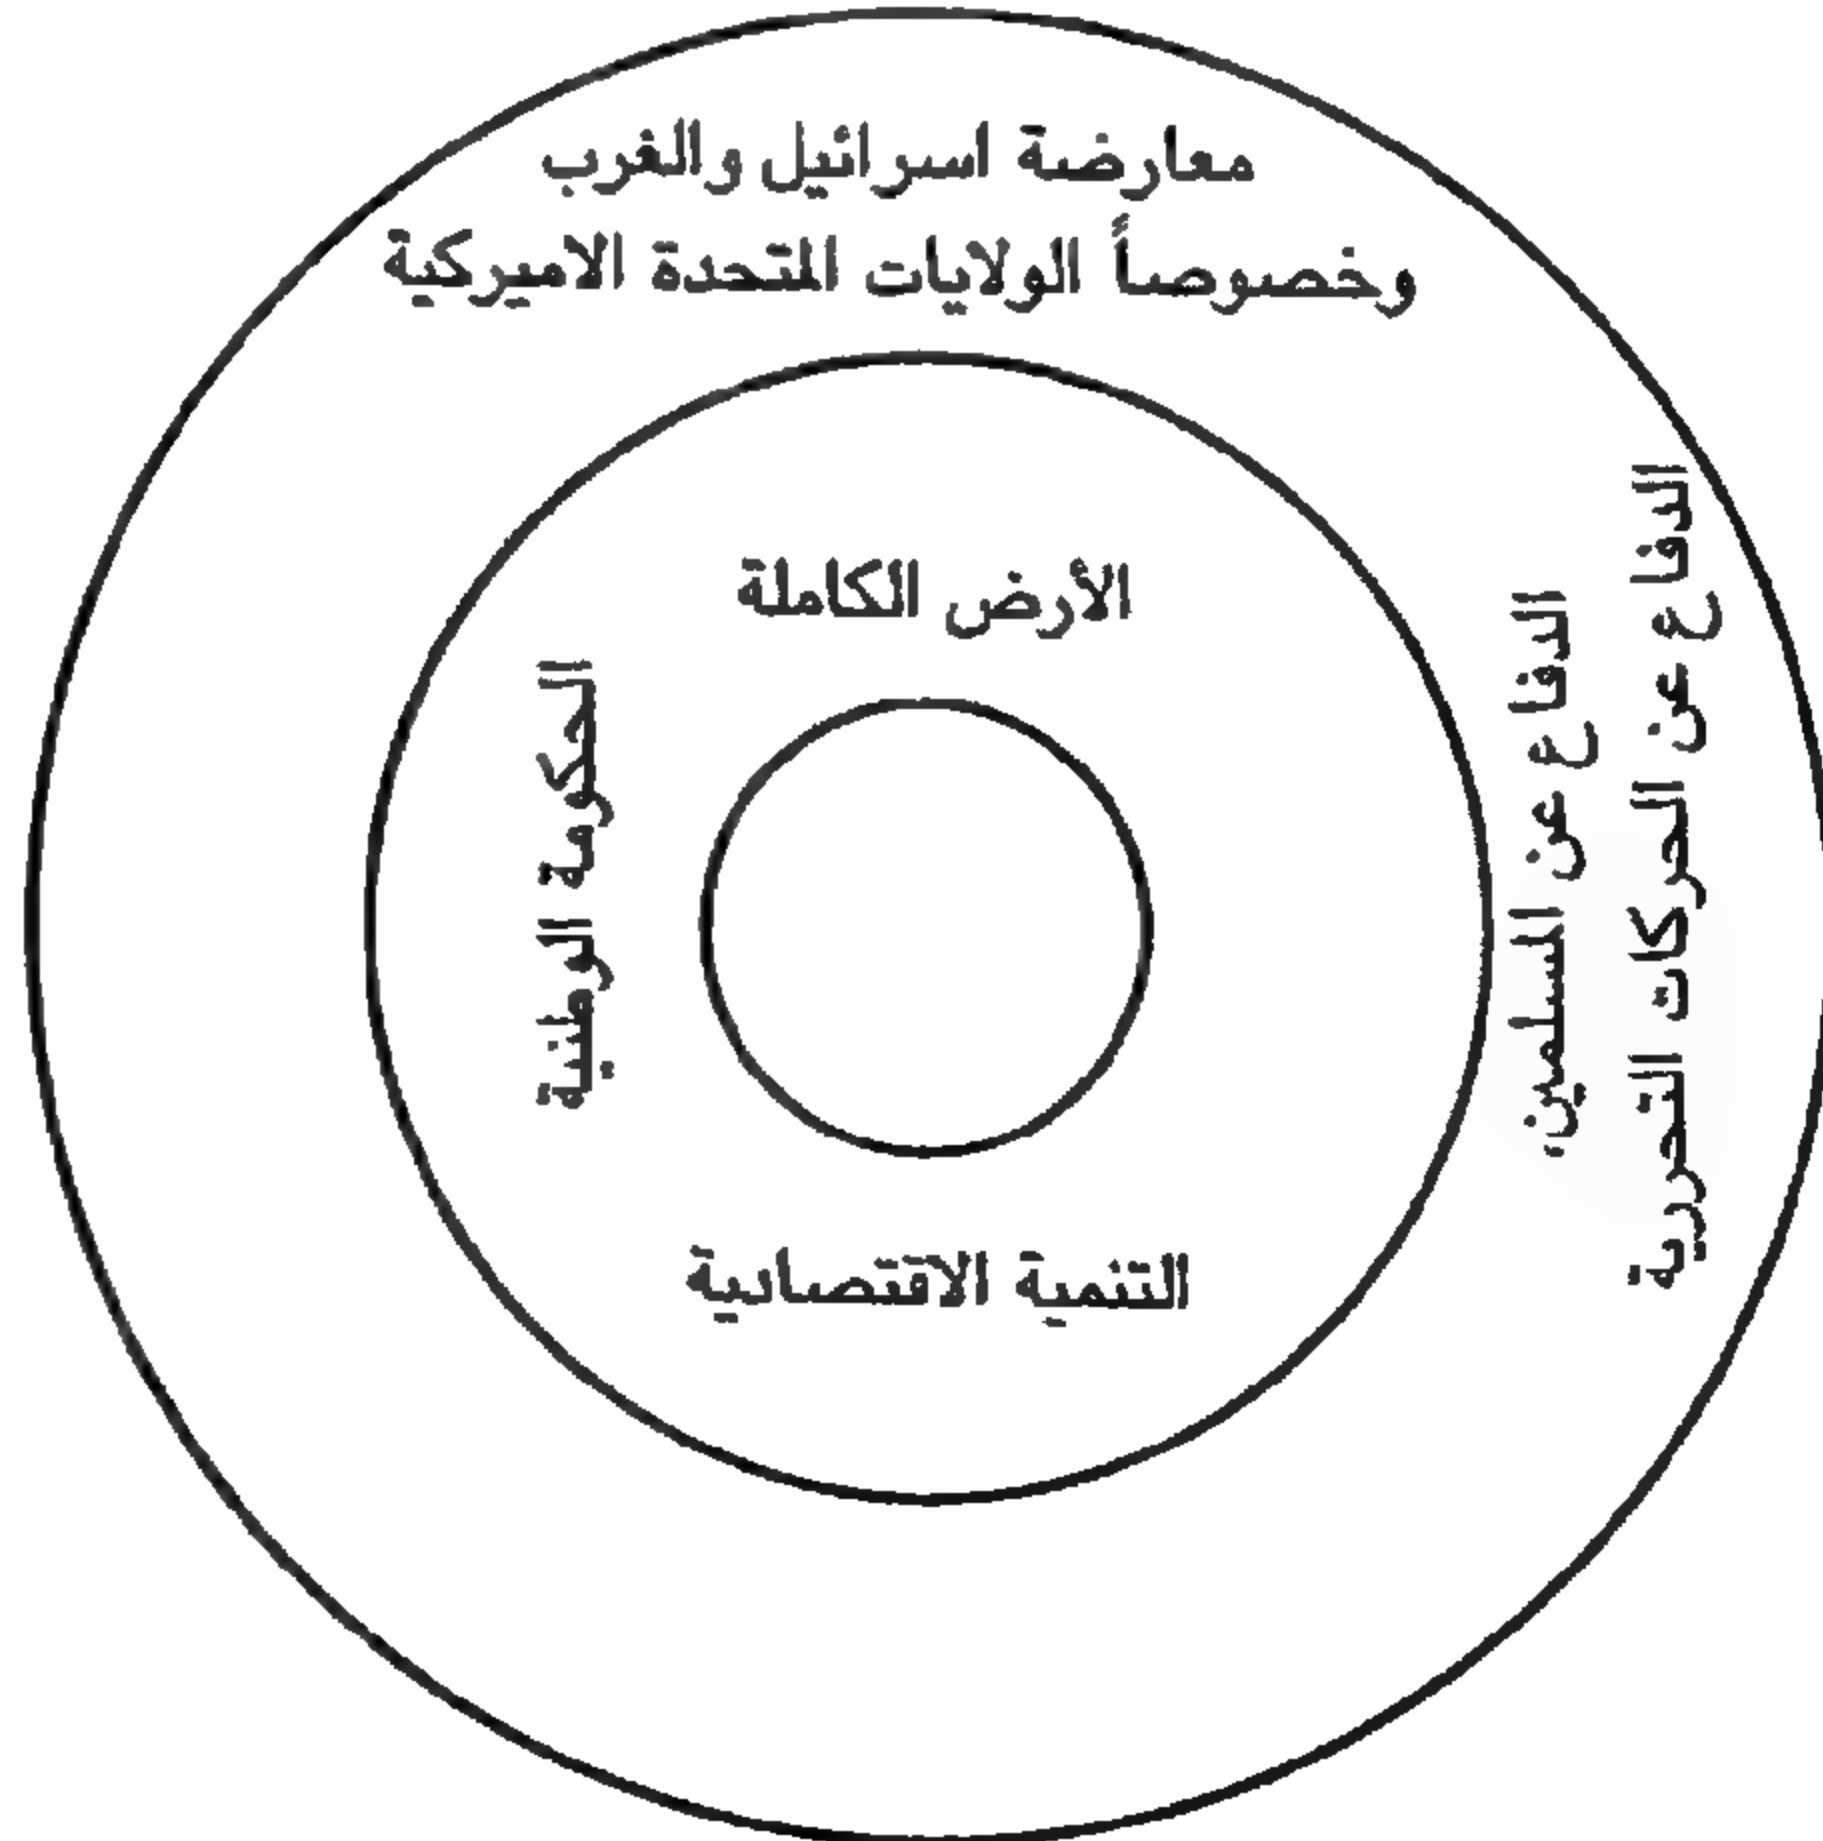 معارضة اسرائيل والغرب
وخصوصاً الولايات المتحدة الاميركية
الدفاع عن المسلمين،
الدفاع عن الحركات التحررية
الأرض الكاملة
الحكومة الوطنية
التنمية الاقتصادية